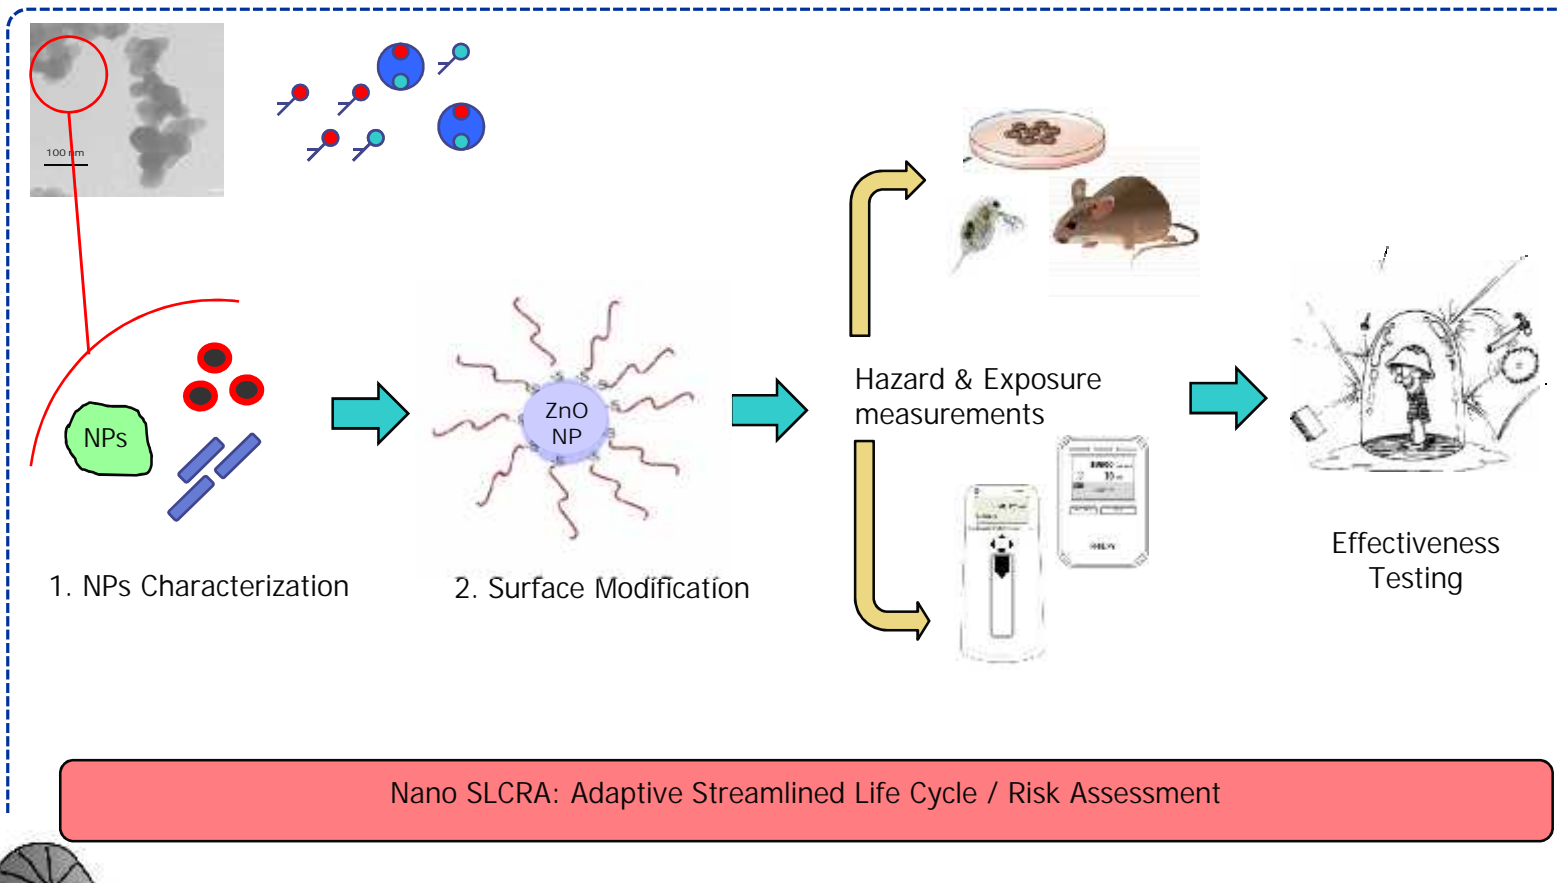 100 nm
NPs
ZnO
NP
Hazard & Exposure
measurements
1. NPs Characterization
2. Surface Modification
Effectiveness
Testing
Nano SLCRA: Adaptive Streamlined Life Cycle / Risk Assessment